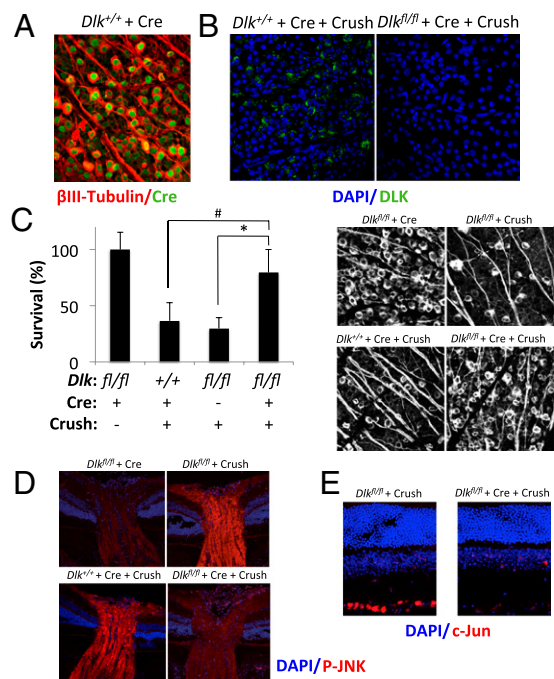 A
Dlk+/+ + Cre
βIII-Tubulin/Cre
B
Dlk+/+ + Cre + Crush
Dlkfl/fl + Cre + Crush
DAPI/DLK
C
Survival (%)
100
50
0
#
*
Dlk: fl/fl +/+ fl/fl fl/fl
Cre: + + - +
Crush: - + + +
Dlkfl/fl + Cre
Dlkfl/fl + Crush
Dlk+/+ + Cre + Crush
Dlkfl/fl + Cre + Crush
D
Dlkfl/fl + Cre
Dlkfl/fl + Crush
Dlk+/+ + Cre + Crush
Dlkfl/fl + Cre + Crush
DAPI/P-JNK
E
Dlkfl/fl + Crush
Dlkfl/fl + Cre + Crush
DAPI/c-Jun